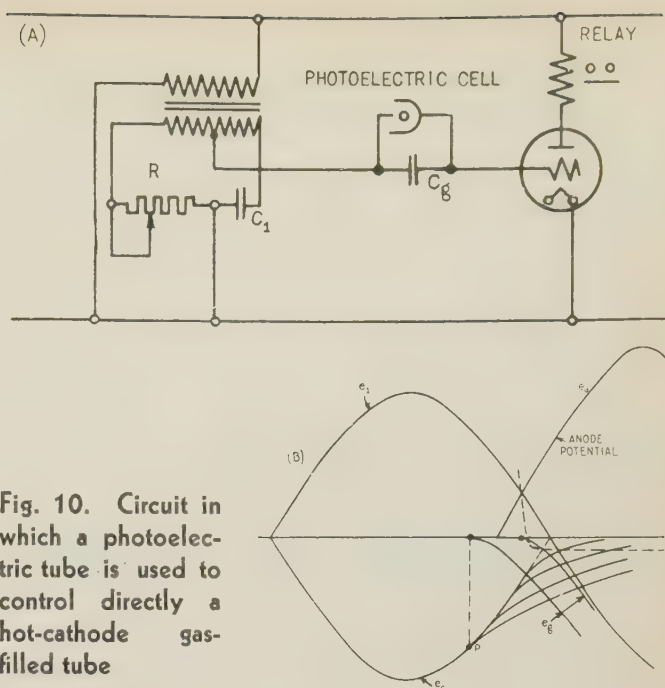 (A)
RELAY
PHOTOELECTRIC CELL
R
C1
Cg
e1
(B)
ANODE
POTENTIAL
eg
P
Fig. 10. Circuit in
which a photoelec-
tric tube is used to
control directly a
hot-cathode gas-
filled tube